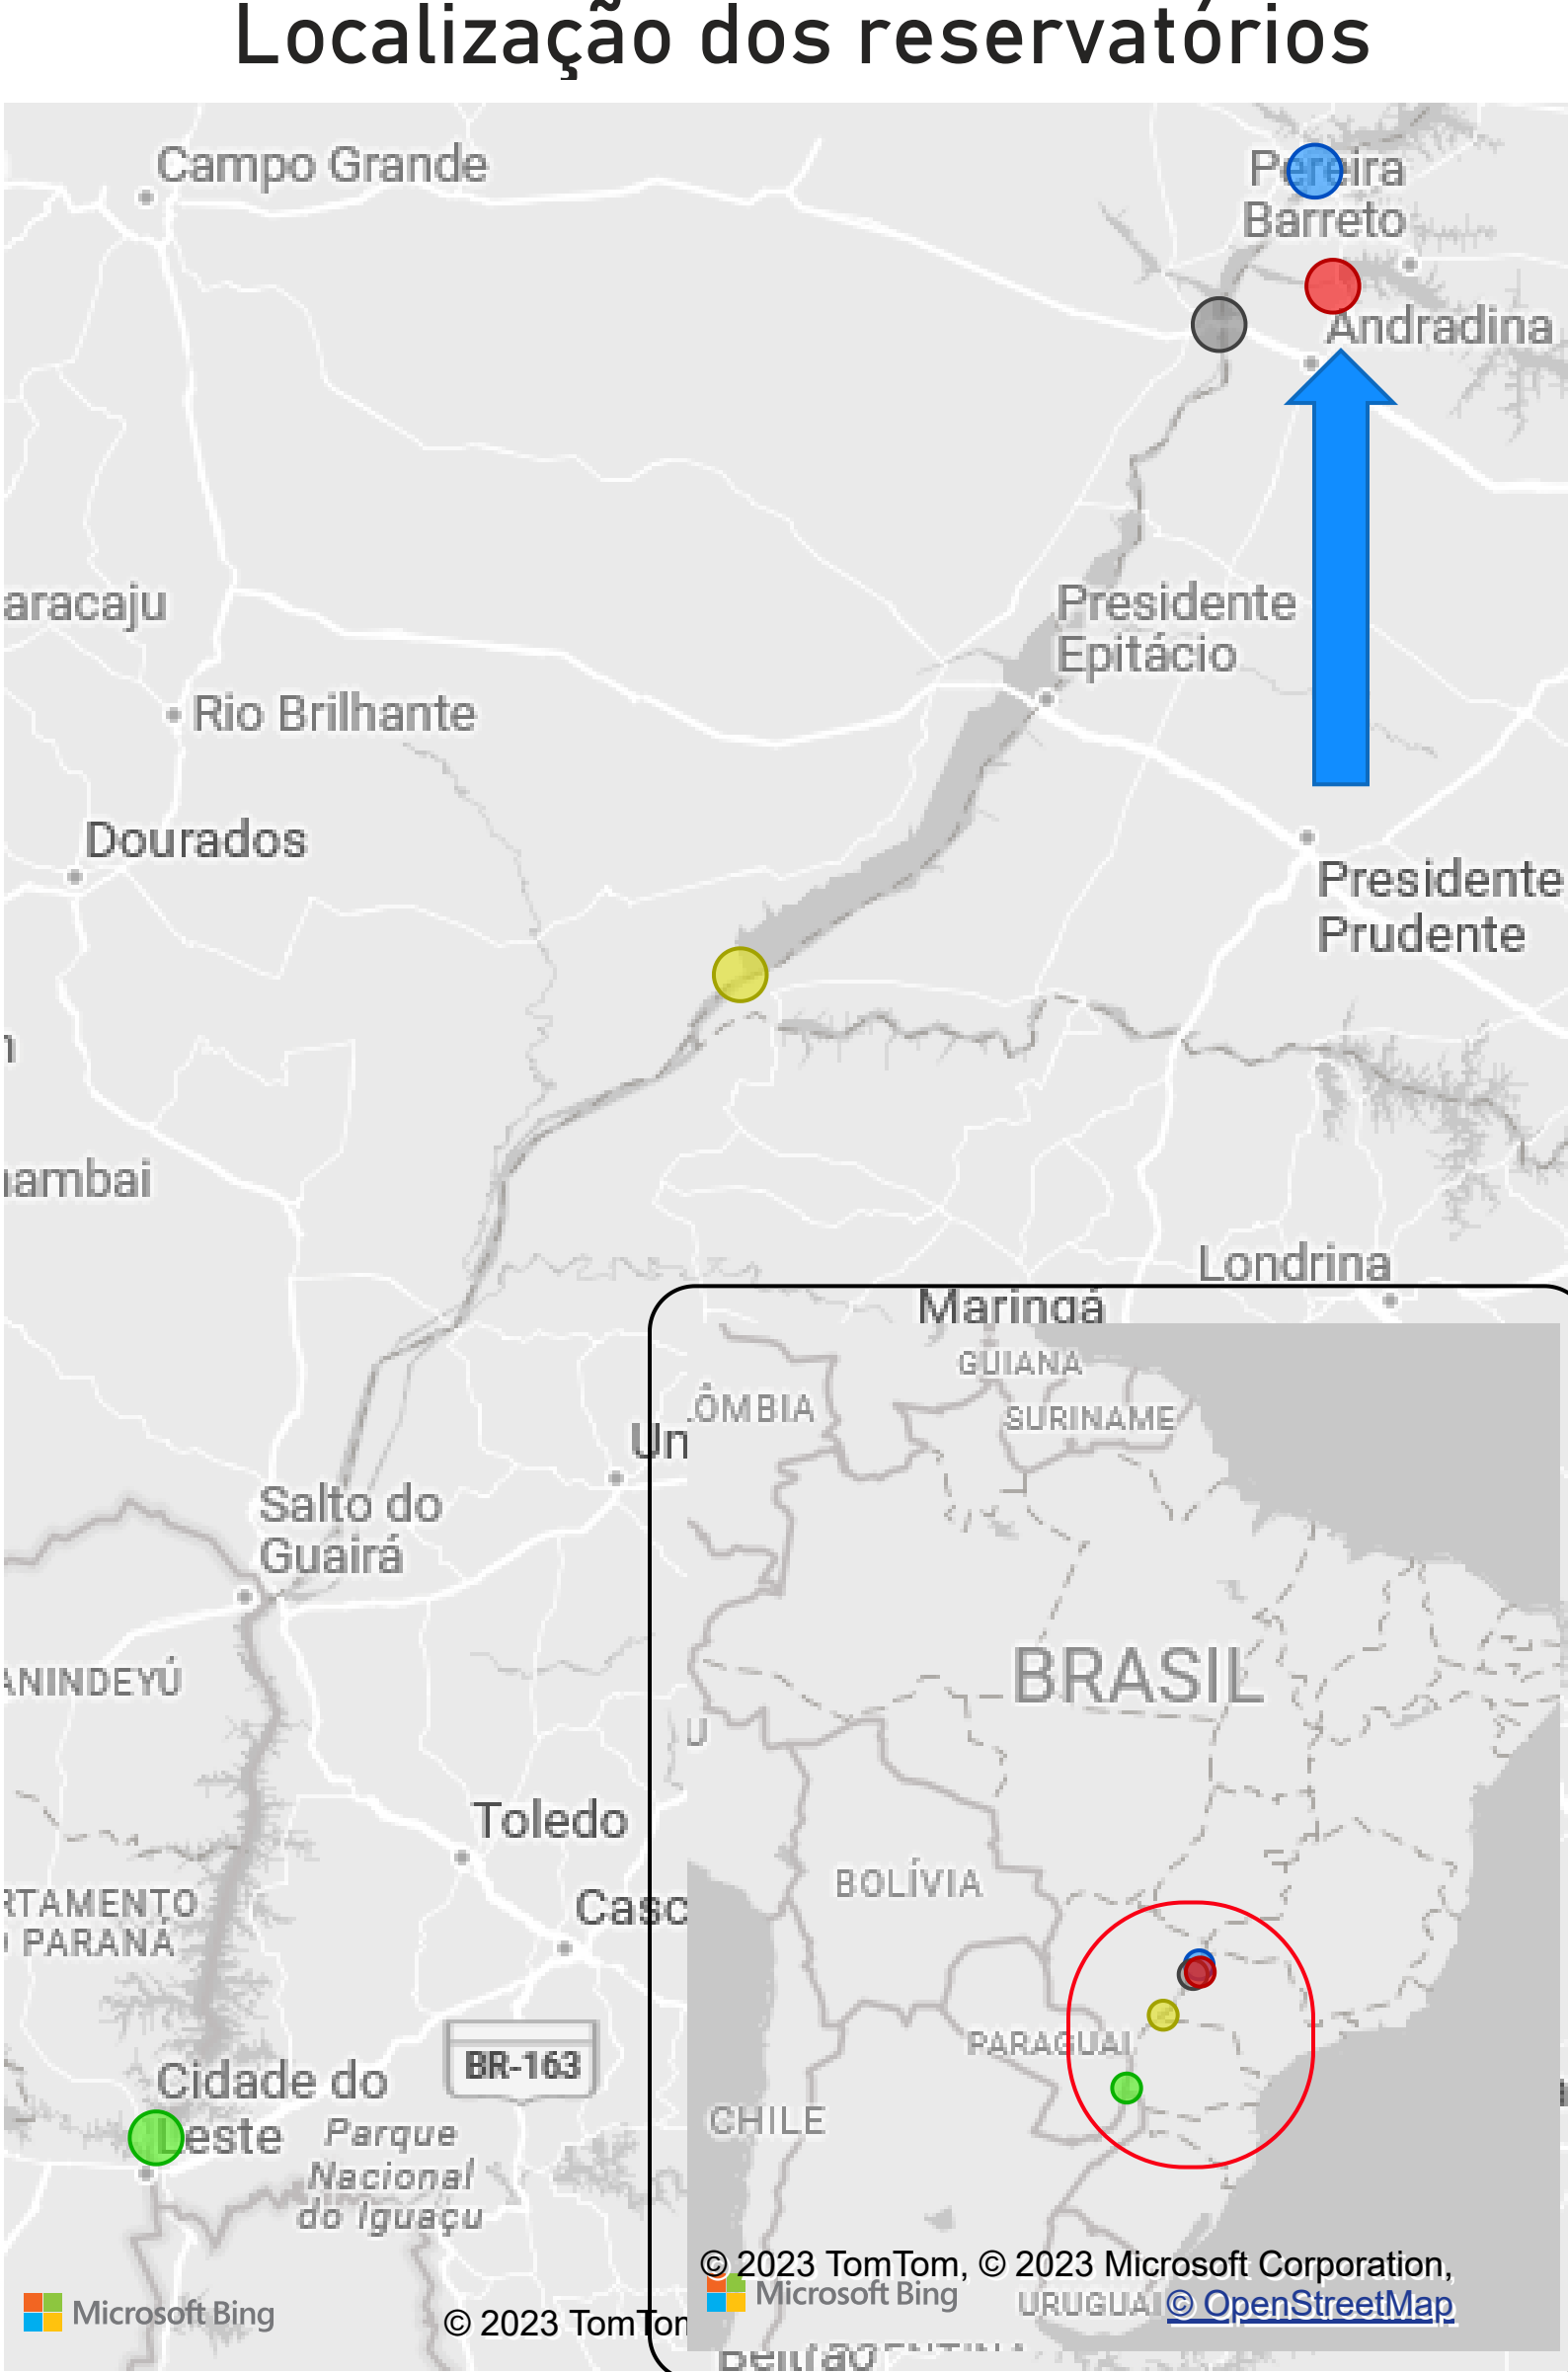 Localização dos reservatórios
Campo Grande
Pereira
Barreto
Andradina
aracaju
Presidente
Epitácio
Rio Brilhante
Dourados
Presidente
Prudente
ambai
Londrina
Maringá
GUIANA
ÔMBIA
SURINAME
Un
Salto do
Guairá
BRASIL
ANINDEYÚ
U
Toledo
BOLÍVIA
RTAMENTO
Casc
PARANÁ
PARAGUAI
BR-163
Cidade do
Leste
CHILE
Parque
Nacional
do Iguaçu
© 2023 TomTom, © 2023 Microsoft Corporation,
Microsoft Bing
URUGUAI
© OpenStreetMap
Microsoft Bing
© 2023 TomTom